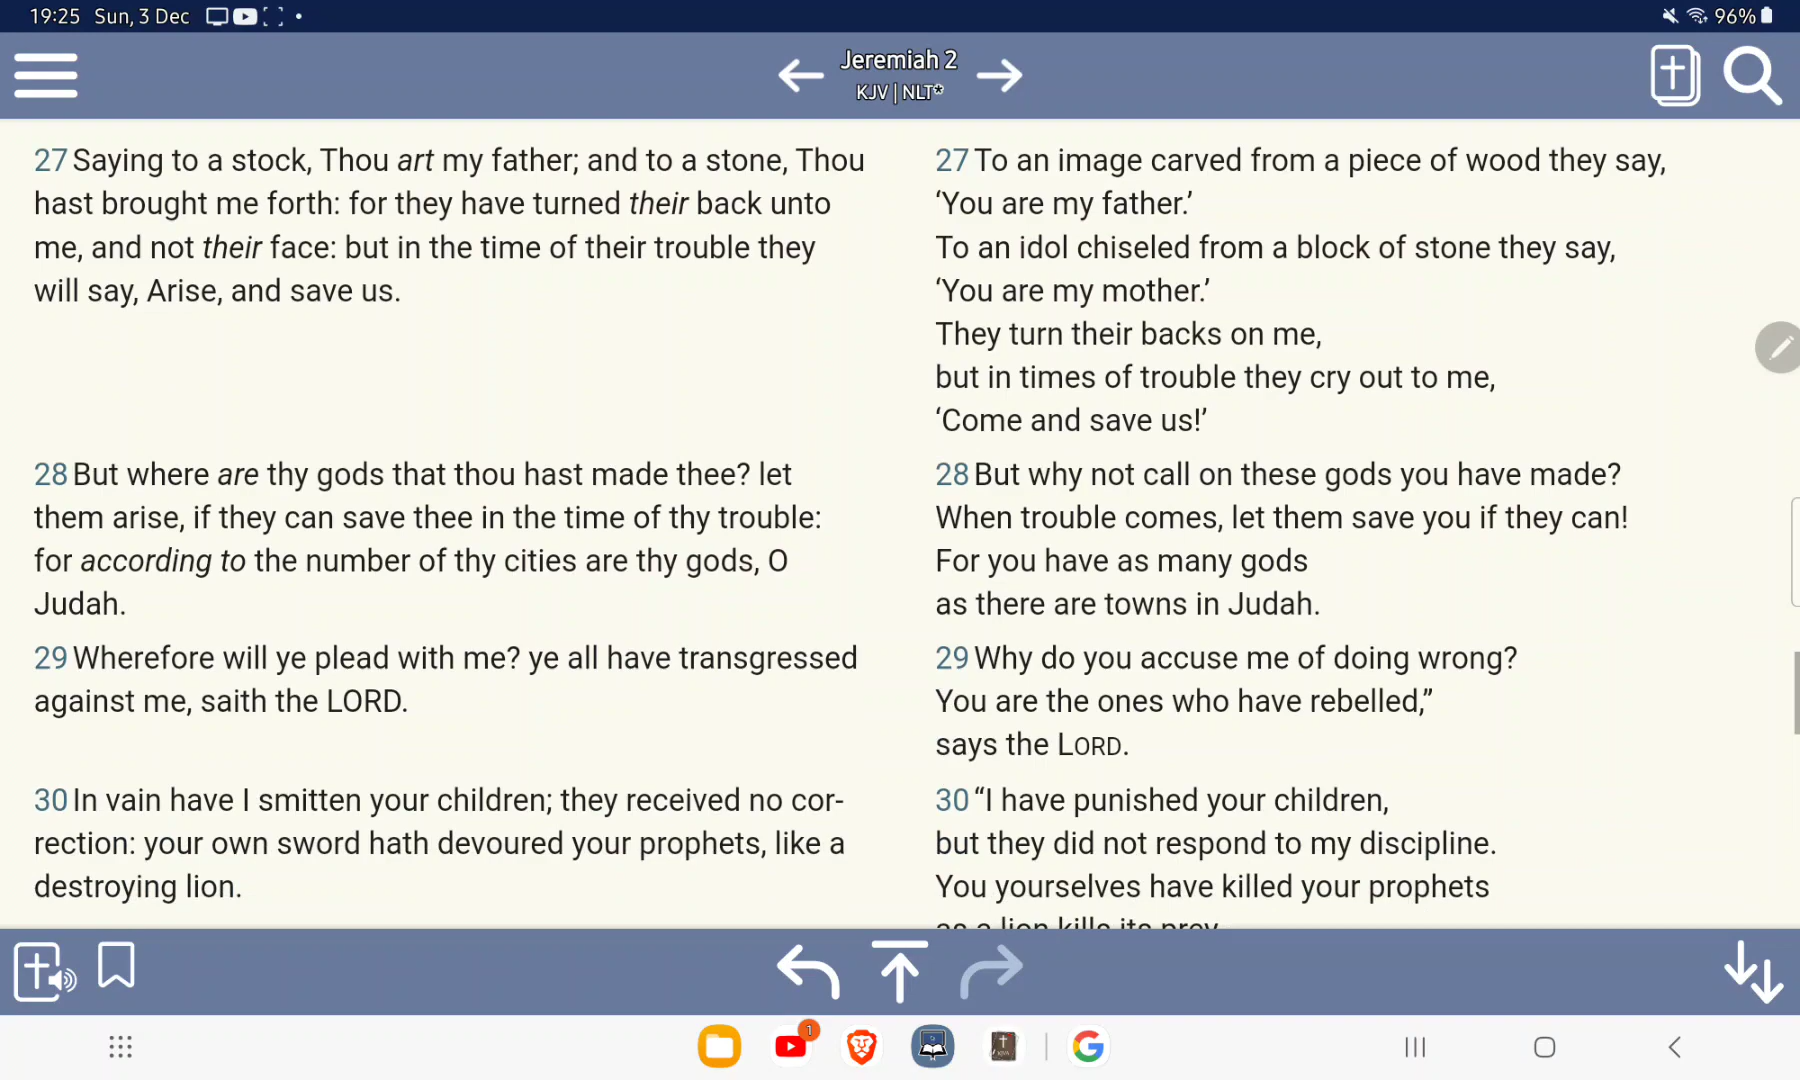 19:25 Sun, 3 Dec
96%
Jeremiah 2
KJV | NLT*
27 Saying to a stock, Thou art my father; and to a stone, Thou
hast brought me forth: for they have turned their back unto
me, and not their face: but in the time of their trouble they
will say, Arise, and save us.
28 But where are thy gods that thou hast made thee? let
them arise, if they can save thee in the time of thy trouble:
for according to the number of thy cities are thy gods, O
Judah.
29 Wherefore will ye plead with me? ye all have transgressed
against me, saith the LORD.
30 In vain have I smitten your children; they received no cor-
rection: your own sword hath devoured your prophets, like a
destroying lion.
27 To an image carved from a piece of wood they say,
‘You are my father.’
To an idol chiseled from a block of stone they say,
‘You are my mother.’
They turn their backs on me,
but in times of trouble they cry out to me,
‘Come and save us!’
28 But why not call on these gods you have made?
When trouble comes, let them save you if they can!
For you have as many gods
as there are towns in Judah.
29 Why do you accuse me of doing wrong?
You are the ones who have rebelled,”
says the LORD.
30 “I have punished your children,
but they did not respond to my discipline.
You yourselves have killed your prophets
as a lion kills its prey
1